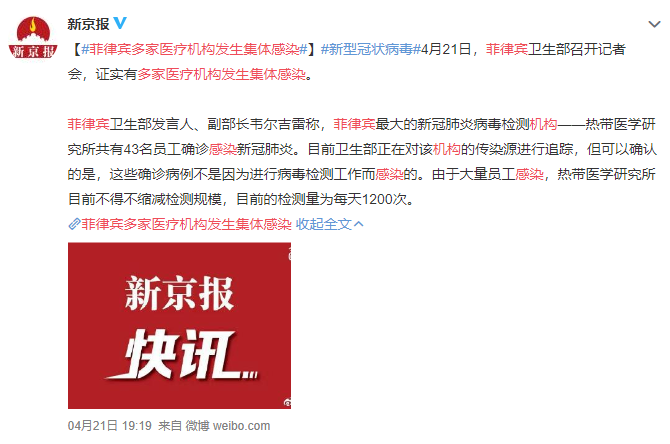 新京报
新京报
【#菲律宾多家医疗机构发生集体感染#】#新型冠状病毒#4月21日，菲律宾卫生部召开记者
会，证实有多家医疗机构发生集体感染。
菲律宾卫生部发言人、副部长韦尔吉雷称，菲律宾最大的新冠肺炎病毒检测机构——热带医学研
究所共有43名员工确诊感染新冠肺炎。目前卫生部正在对该机构的传染源进行追踪，但可以确认
的是，这些确诊病例不是因为进行病毒检测工作而感染的。由于大量员工感染，热带医学研究所
目前不得不缩减检测规模，目前的检测量为每天1200次。
菲律宾多家医疗机构发生集体感染 收起全文
新京报
快讯...
04月21日 19:19 来自 微博 weibo.com